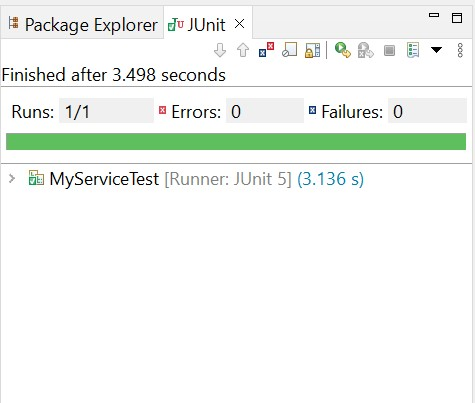 Package Explorer JUnit
Finished after 3.498 seconds
Runs: 1/1 Errors: 0 Failures: 0
MyServiceTest [Runner: JUnit 5] (3.136 s)